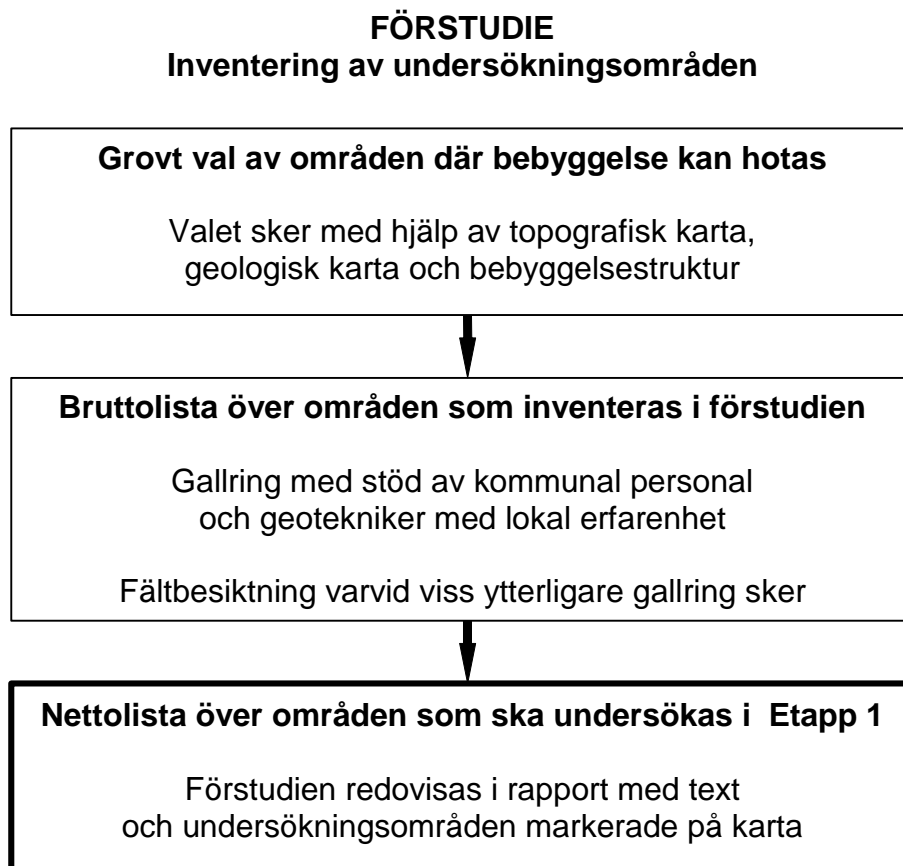 FÖRSTUDIE
Inventering av undersökningsområden
Grovt val av områden där bebyggelse kan hotas
Valet sker med hjälp av topografisk karta,
geologisk karta och bebyggelsestruktur
Bruttolista över områden som inventeras i förstudien
Gallring med stöd av kommunal personal
och geotekniker med lokal erfarenhet
Fältbesiktning varvid viss ytterligare gallring sker
Nettolista över områden som ska undersökas i Etapp 1
Förstudien redovisas i rapport med text
och undersökningsområden markerade på karta